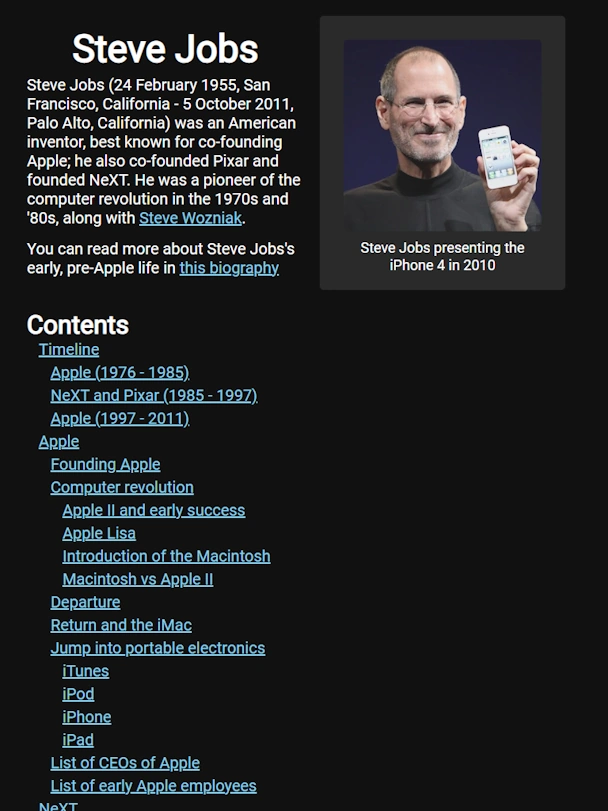 Steve Jobs
Steve Jobs (24 February 1955, San
Francisco, California - 5 October 2011,
Palo Alto, California) was an American
inventor, best known for co-founding
Apple; he also co-founded Pixar and
founded NeXT. He was a pioneer of the
computer revolution in the 1970s and
'80s, along with Steve Wozniak.
You can read more about Steve Jobs's
early, pre-Apple life in this biography
Steve Jobs presenting the
iPhone 4 in 2010
Contents
Timeline
Apple (1976 - 1985)
NeXT and Pixar (1985 - 1997)
Apple (1997 - 2011)
Apple
Founding Apple
Computer revolution
Apple II and early success
Apple Lisa
Introduction of the Macintosh
Macintosh vs Apple II
Departure
Return and the iMac
Jump into portable electronics
iTunes
iPod
iPhone
iPad
List of CEOs of Apple
List of early Apple employees
NeXT